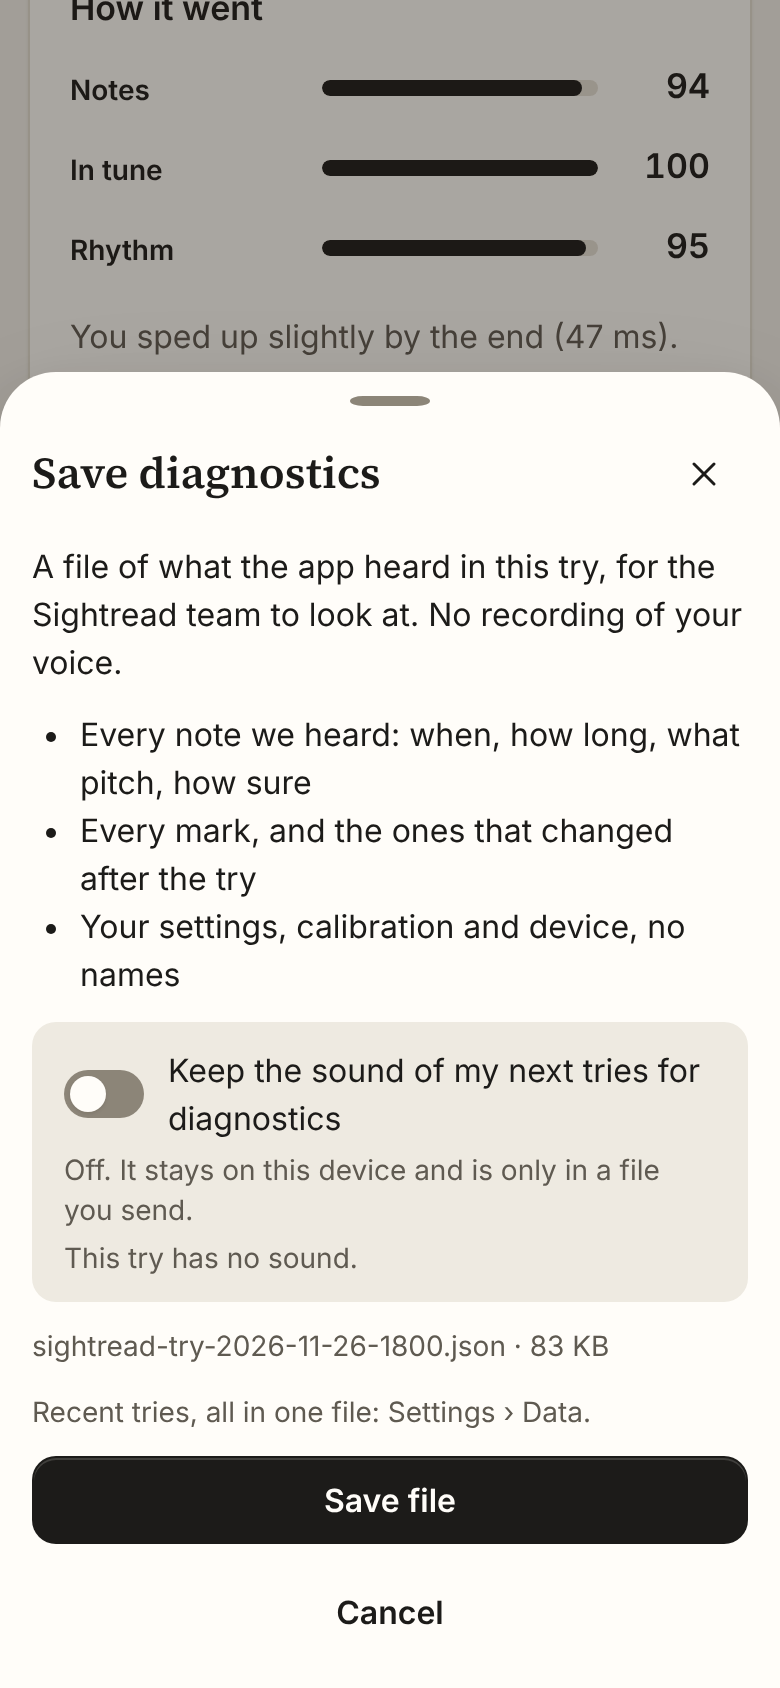 How it went
Notes 94
In tune 100
Rhythm 95
You sped up slightly by the end (47 ms).
Save diagnostics
A file of what the app heard in this try, for the
Sightread team to look at. No recording of your
voice.
• Every note we heard: when, how long, what
pitch, how sure
• Every mark, and the ones that changed
after the try
• Your settings, calibration and device, no
names
Keep the sound of my next tries for
diagnostics
Off. It stays on this device and is only in a file
you send.
This try has no sound.
sightread-try-2026-11-26-1800.json · 83 KB
Recent tries, all in one file: Settings › Data.
Save file
Cancel